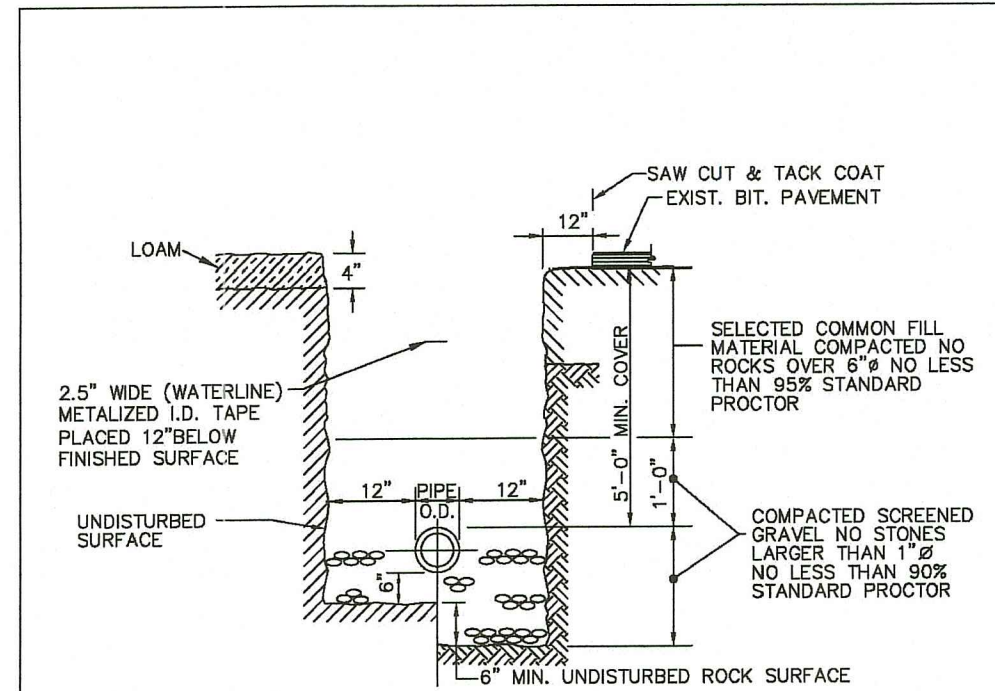 SAW CUT & TACK COAT
EXIST. BIT. PAVEMENT
12"
LOAM
4"
SELECTED COMMON FILL
MATERIAL COMPACTED NO
ROCKS OVER 6"ø NO LESS
THAN 95% STANDARD
PROCTOR
2.5" WIDE (WATERLINE)
METALIZED I.D. TAPE
PLACED 12"BELOW
FINISHED SURFACE
5'-0" MIN. COVER
1'-0"
12"
PIPE
O.D.
12"
UNDISTURBED
SURFACE
COMPACTED SCREENED
GRAVEL NO STONES
LARGER THAN 1"ø
NO LESS THAN 90%
STANDARD PROCTOR
6"
6" MIN. UNDISTURBED ROCK SURFACE